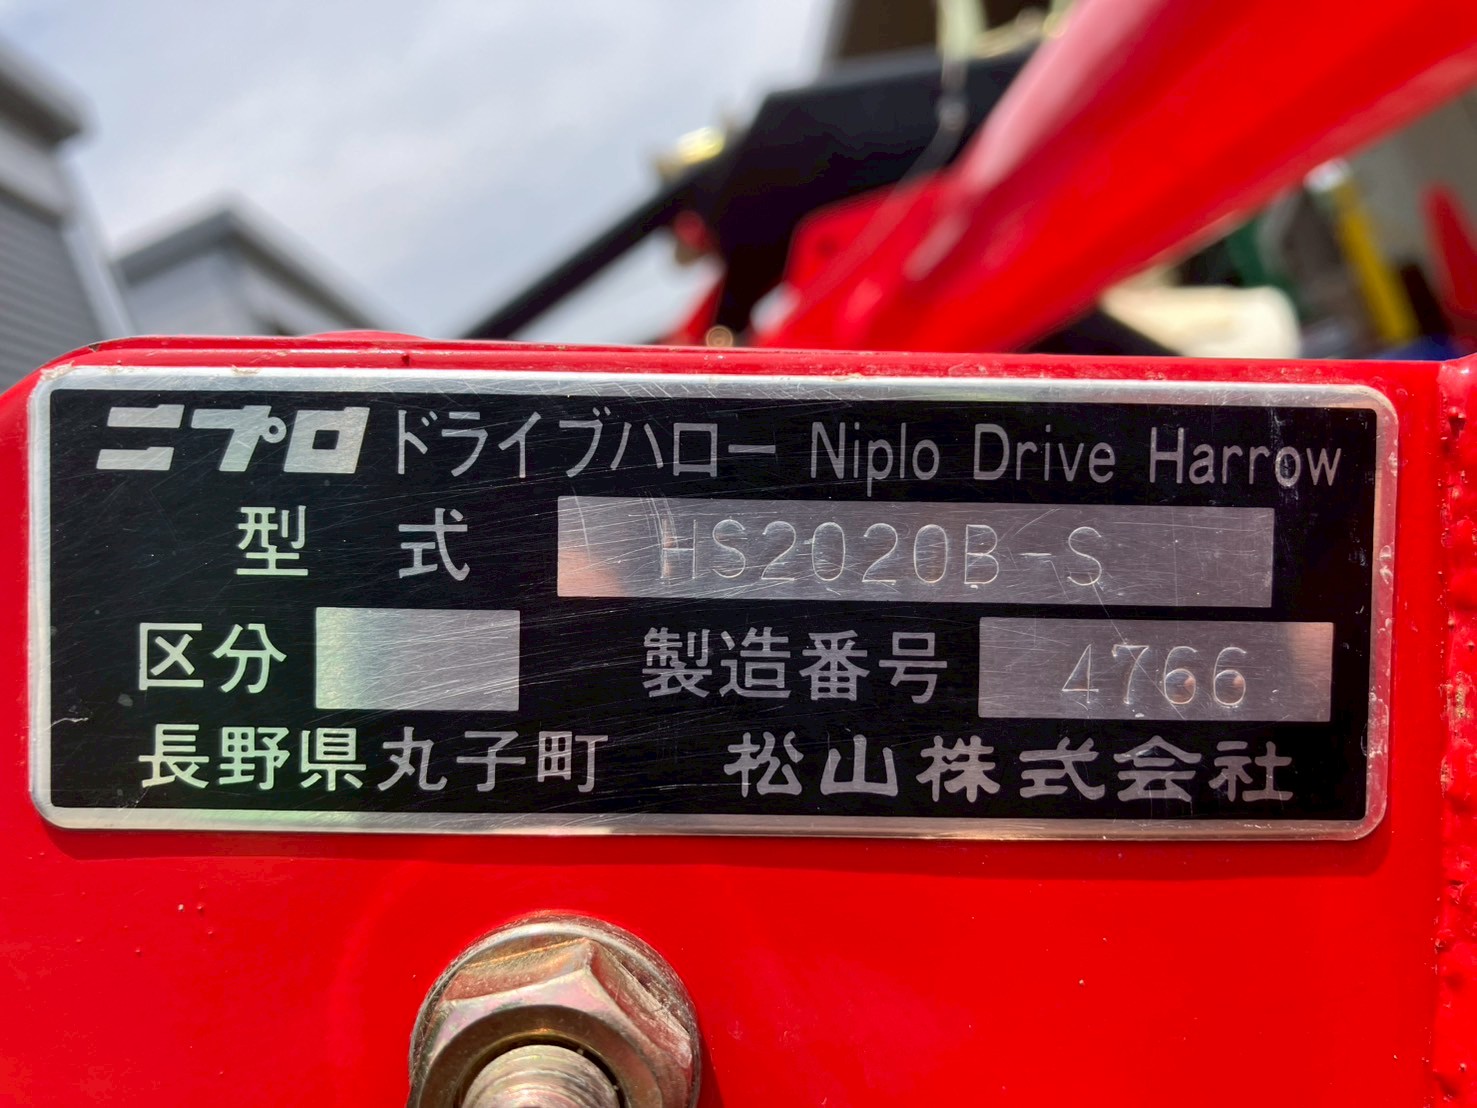 ニプロ ドライブハロー Niplo Drive Harrow
型 式 HS2020B-S
区分 製造番号 4766
長野県丸子町 松山株式会社